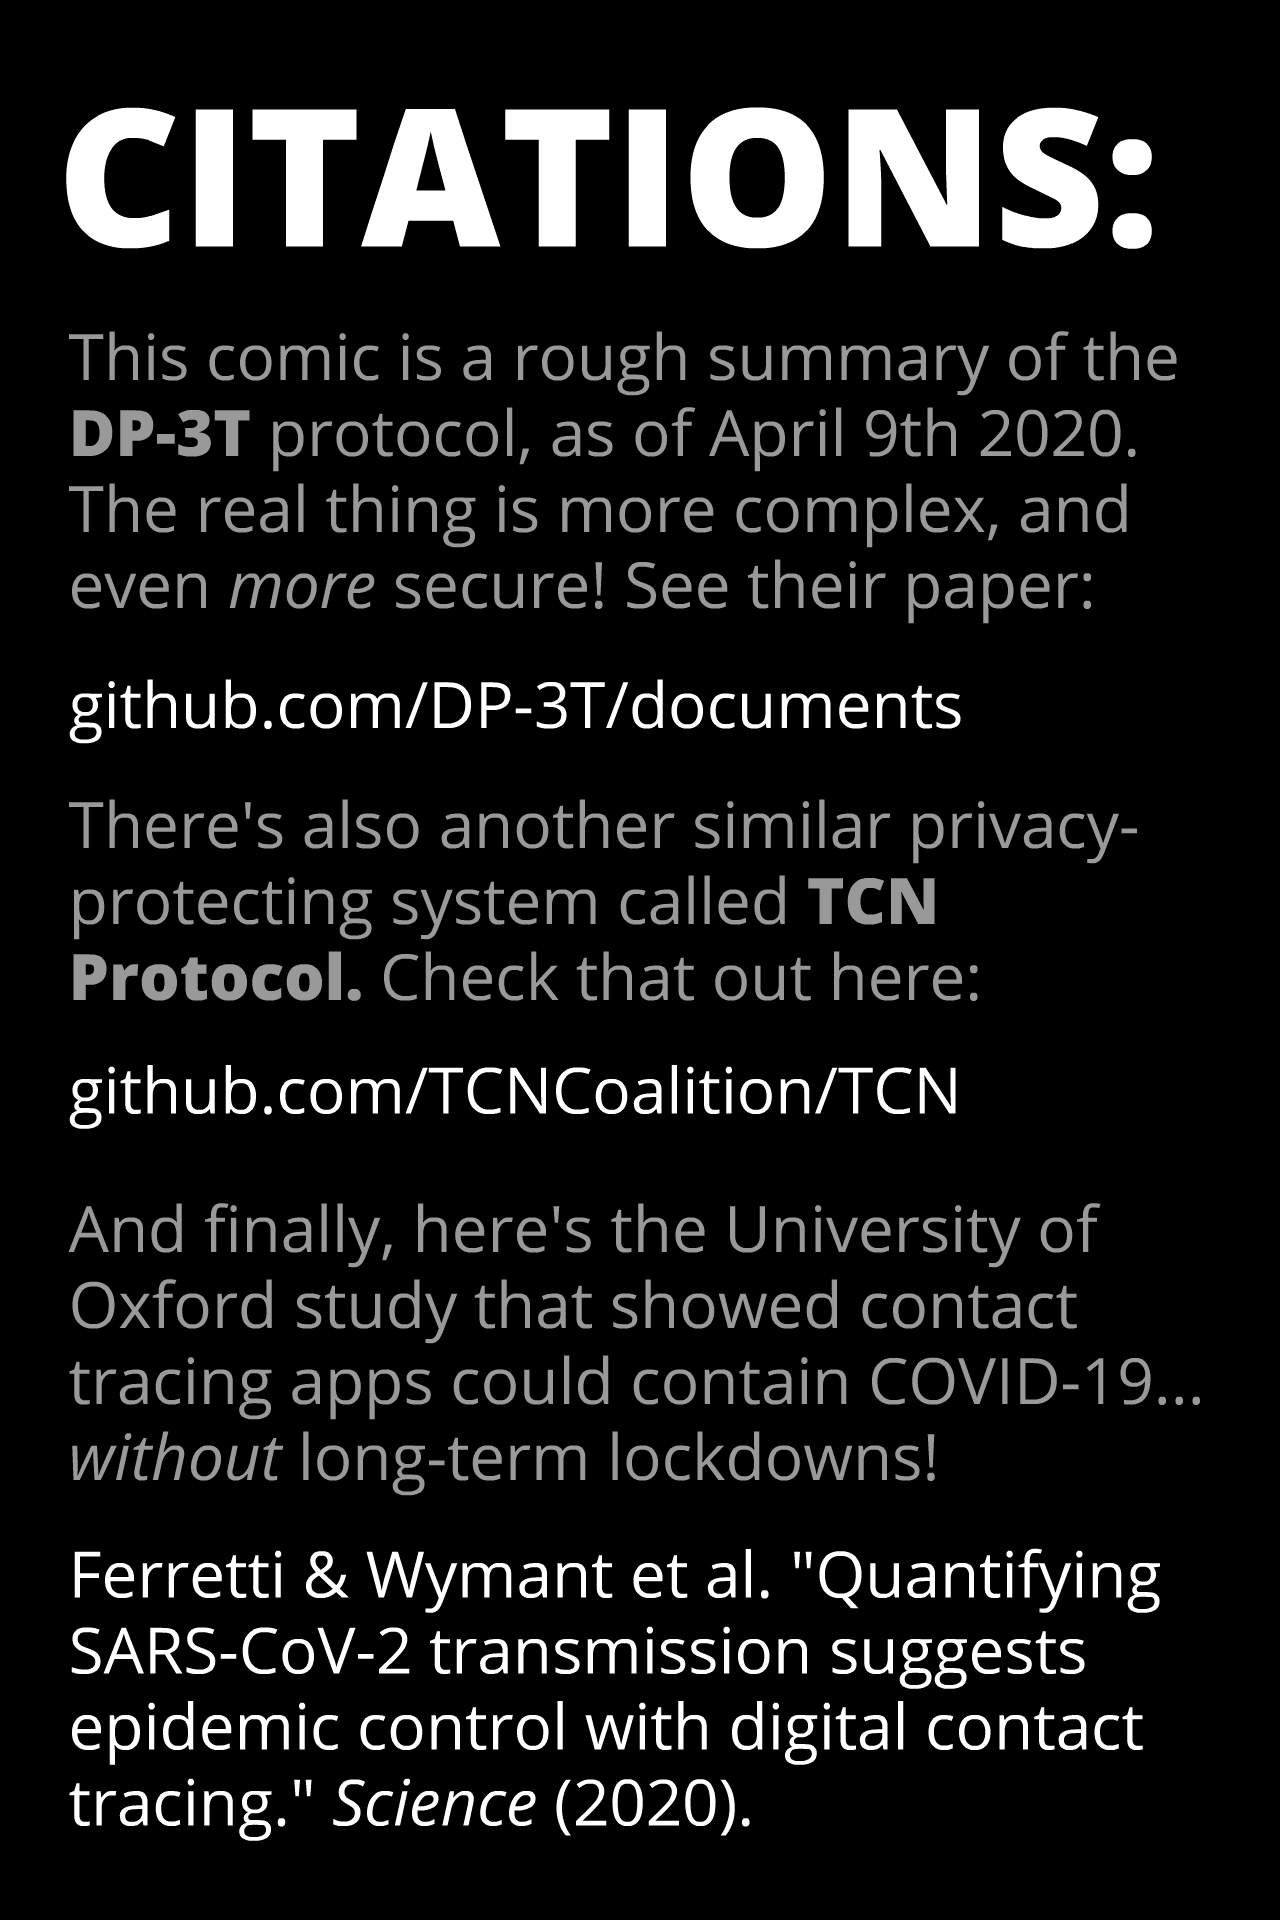 CITATIONS:
This comic is a rough summary of the
DP-3T protocol, as of April 9th 2020.
The real thing is more complex, and
even more secure! See their paper:
github.com/DP-3T/documents
There's also another similar privacy-
protecting system called TCN
Protocol. Check that out here:
github.com/TCNCoalition/TCN
And finally, here's the University of
Oxford study that showed contact
tracing apps could contain COVID-19...
without long-term lockdowns!
Ferretti & Wymant et al. "Quantifying
SARS-CoV-2 transmission suggests
epidemic control with digital contact
tracing." Science (2020).